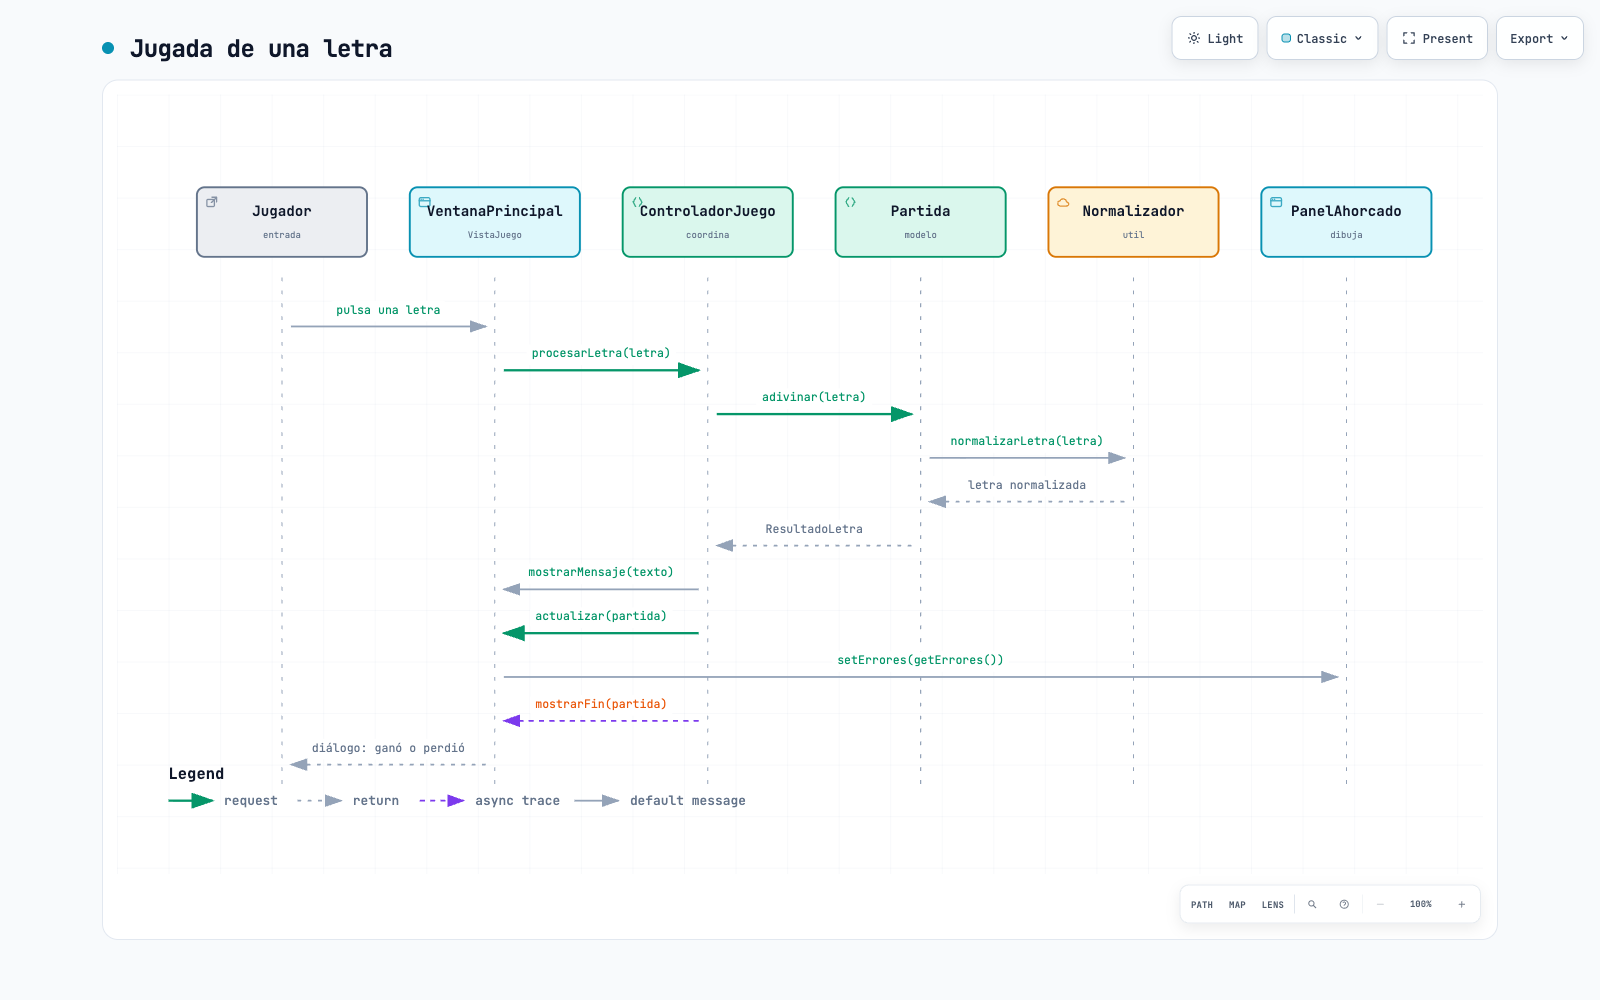 Jugada de una letra
Light
Classic
Present
Export
Jugador
entrada
VentanaPrincipal
VistaJuego
ControladorJuego
coordina
Partida
modelo
Normalizador
util
PanelAhorcado
dibuja
pulsa una letra
procesarLetra(letra)
adivinar(letra)
normalizarLetra(letra)
letra normalizada
ResultadoLetra
mostrarMensaje(texto)
actualizar(partida)
setErrores(getErrores())
mostrarFin(partida)
diálogo: ganó o perdió
Legend
request
return
async trace
default message
PATH
MAP
LENS
100%